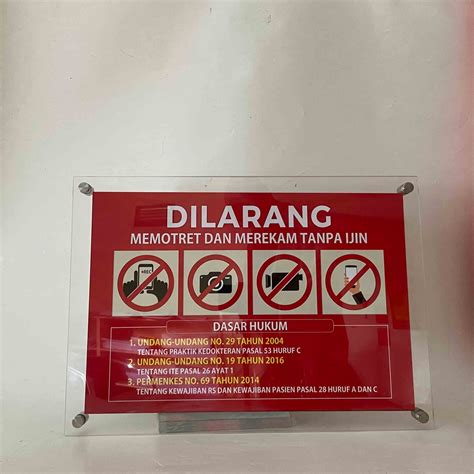 DILARANG
MEMOTRET DAN MEREKAM TANPA IJIN
REC
DASAR HUKUM
1. UNDANG-UNDANG NO. 29 TAHUN 2004
TENTANG PRAKTIK KEDOKTERAN PASAL 53 HURUF C
2. UNDANG-UNDANG NO. 19 TAHUN 2016
TENTANG ITE PASAL 26 AYAT 1
3. PERMENKES NO. 69 TAHUN 2014
TENTANG KEWAJIBAN RS DAN KEWAJIBAN PASIEN PASAL 28 HURUF A DAN C